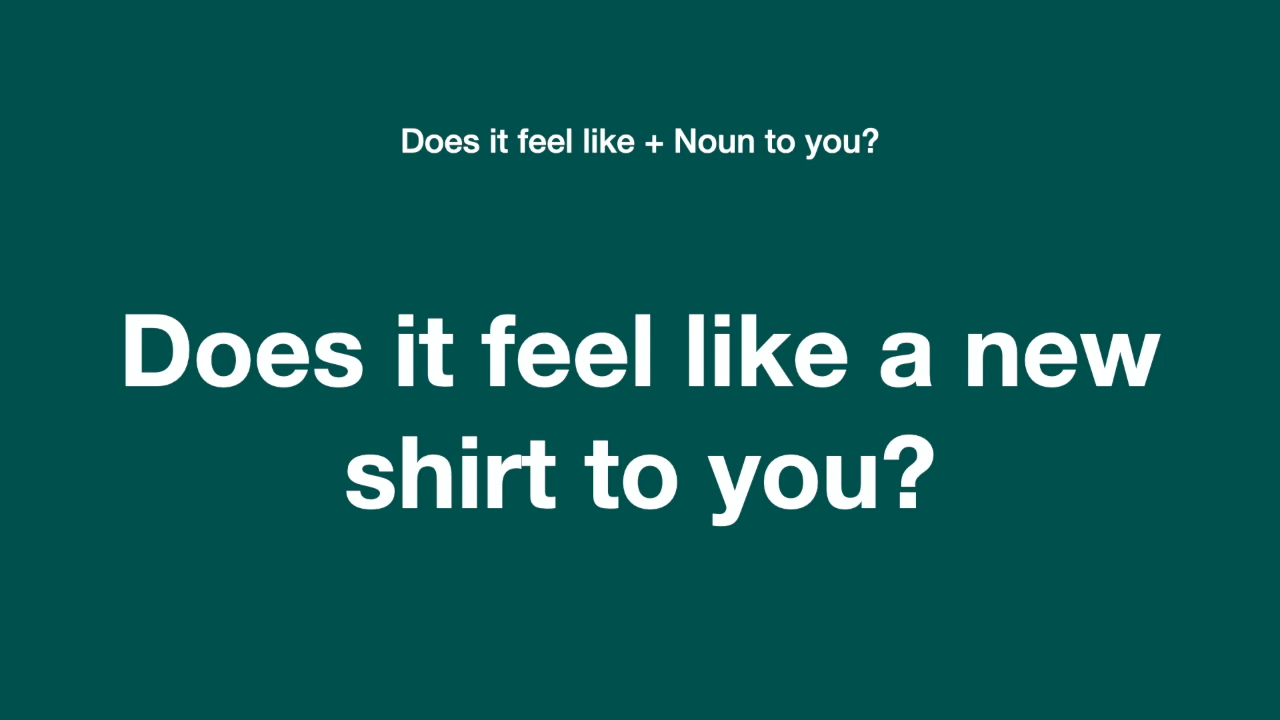 Does it feel like + Noun to you?
Does it feel like a new
shirt to you?